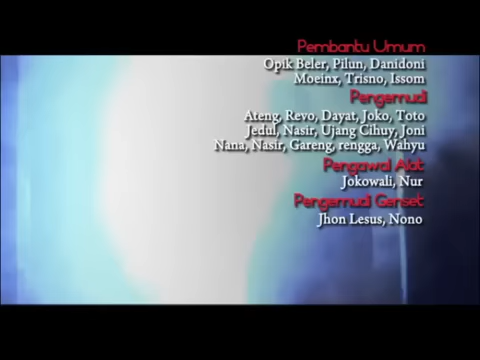 Pembantu Umum
Opik Beler, Pilun, Danidoni
Moeinx, Trisno, Issom
Pengemudi
Ateng, Revo, Dayat, Joko, Toto
Jedul, Nasir, Ujang Cihuy, Joni
Nana, Nasir, Gareng, rengga, Wahyu
Pengawal Alat
Jokowali, Nur
Pengemudi Genset
Jhon Lesus, Nono